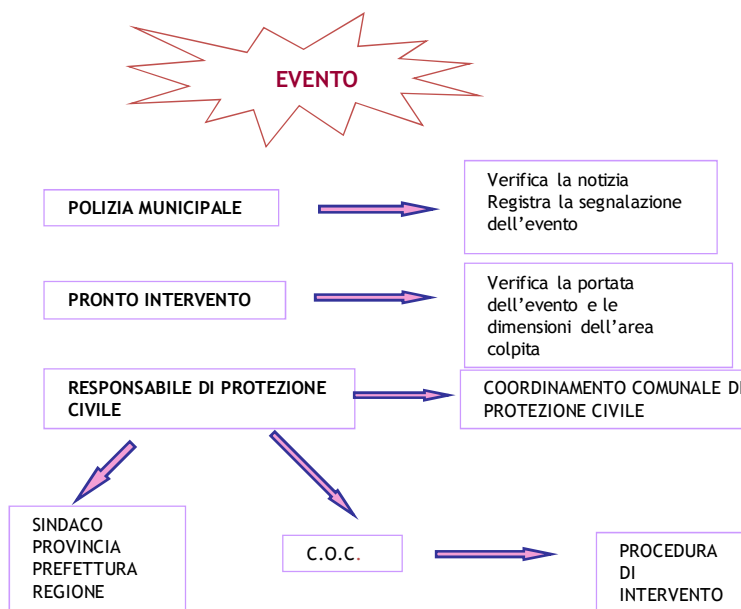 EVENTO
POLIZIA MUNICIPALE
Verifica la notizia
Registra la segnalazione
dell'evento
PRONTO INTERVENTO
Verifica la portata
dell'evento e le
dimensioni dell'area
colpita
RESPONSABILE DI PROTEZIONE
CIVILE
COORDINAMENTO COMUNALE DI
PROTEZIONE CIVILE
SINDACO
PROVINCIA
PREFETTURA
REGIONE
C.O.C.
PROCEDURA
DI
INTERVENTO